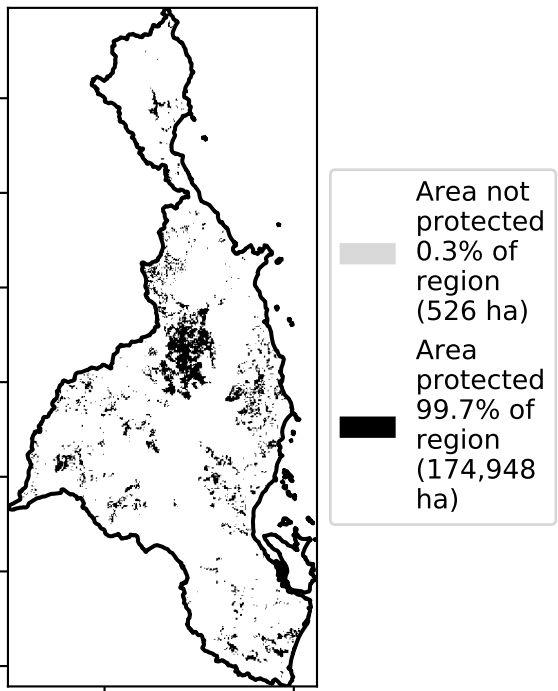 Area not
protected
0.3% of
region
(526 ha)
Area
protected
99.7% of
region
(174,948
ha)